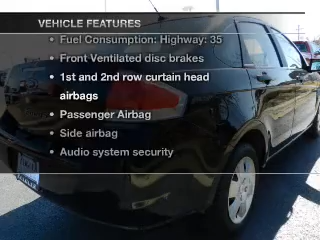 VEHICLE FEATURES
• Fuel Consumption: Highway: 35
• Front Ventilated disc brakes
• 1st and 2nd row curtain head
airbags
• Passenger Airbag
• Side airbag
• Audio system security